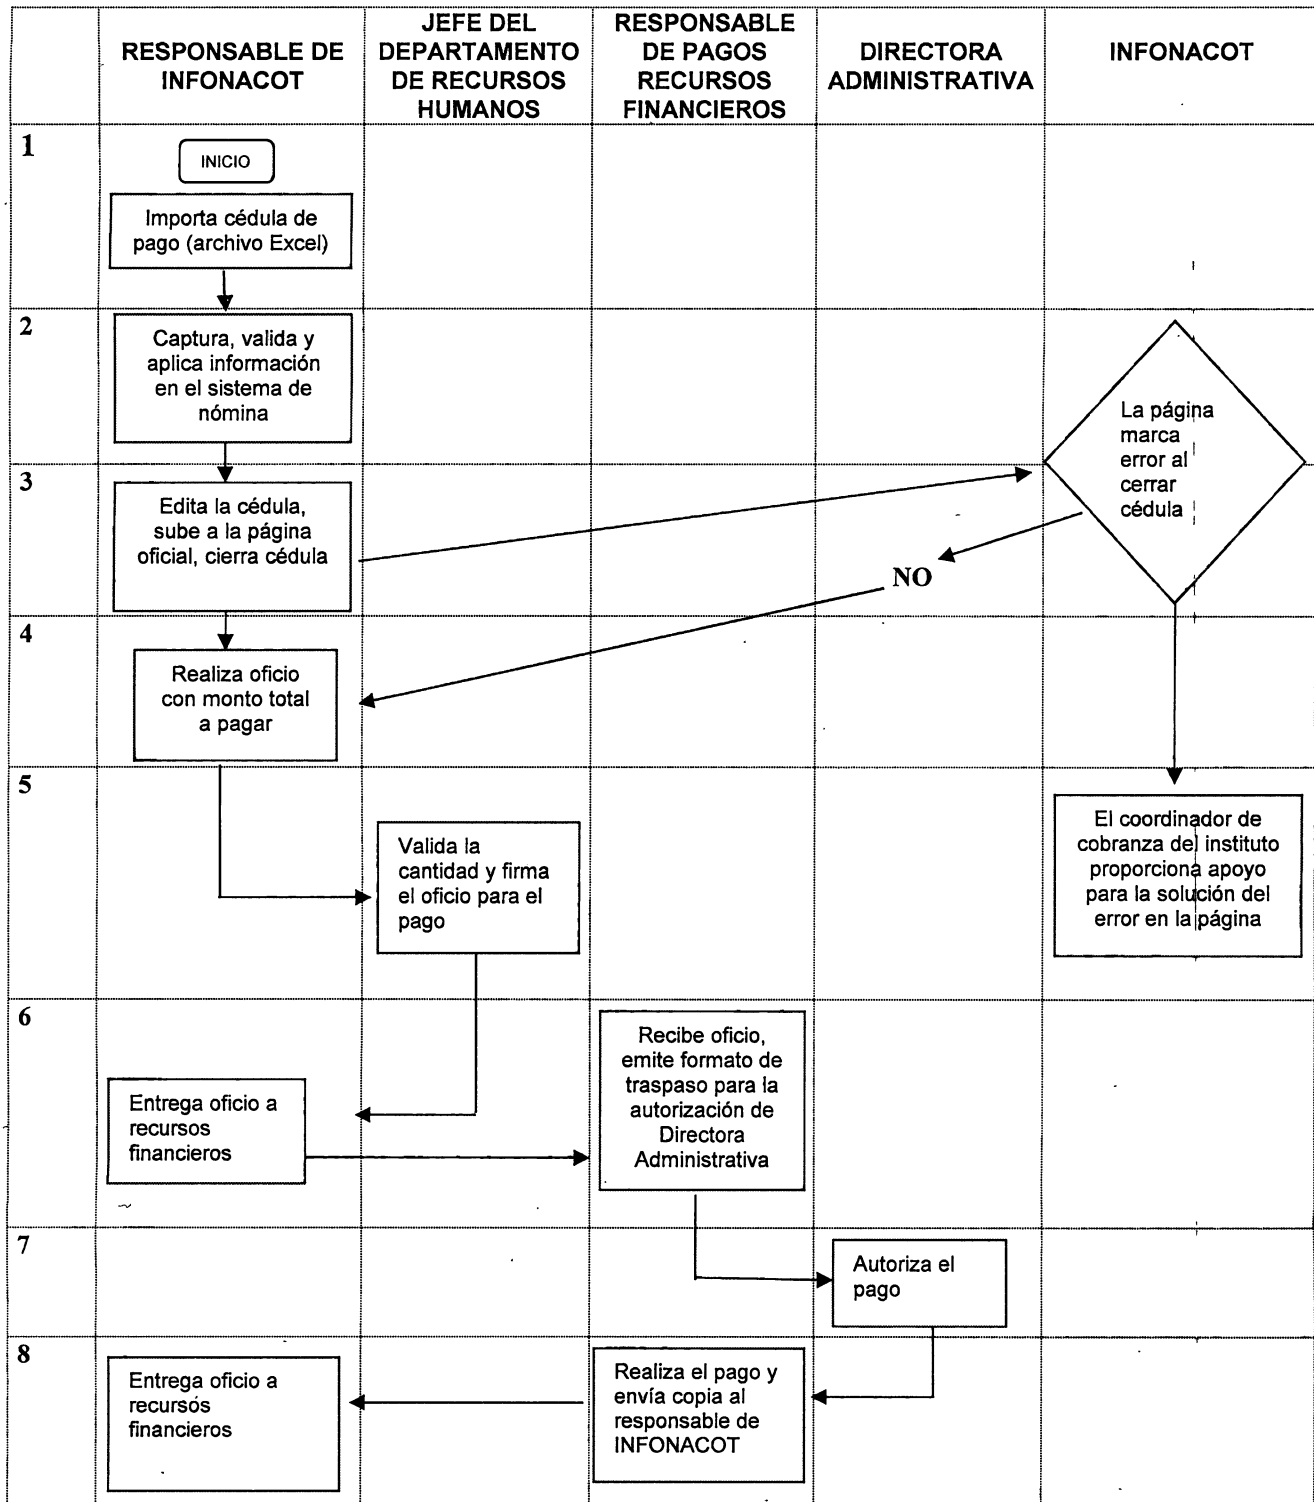 RESPONSABLE DE
INFONACOT
JEFE DEL
DEPARTAMENTO
DE RECURSOS
HUMANOS
RESPONSABLE
DE PAGOS
RECURSOS
FINANCIEROS
DIRECTORA
ADMINISTRATIVA
INFONACOT
1
INICIO
Importa cédula de
pago (archivo Excel)
2
Captura, valida y
aplica información
en el sistema de
nómina
La página
marca
error al
cerrar
cédula
3
Edita la cédula,
sube a la página
oficial, cierra cédula
NO
4
Realiza oficio
con monto total
a pagar
5
Valida la
cantidad y firma
el oficio para el
pago
El coordinador de
cobranza del instituto
proporciona apoyo
para la solución del
error en la página
6
Entrega oficio a
recursos
financieros
Recibe oficio,
emite formato de
traspaso para la
autorización de
Directora
Administrativa
7
Autoriza el
pago
8
Entrega oficio a
recursos
financieros
Realiza el pago y
envía copia al
responsable de
INFONACOT